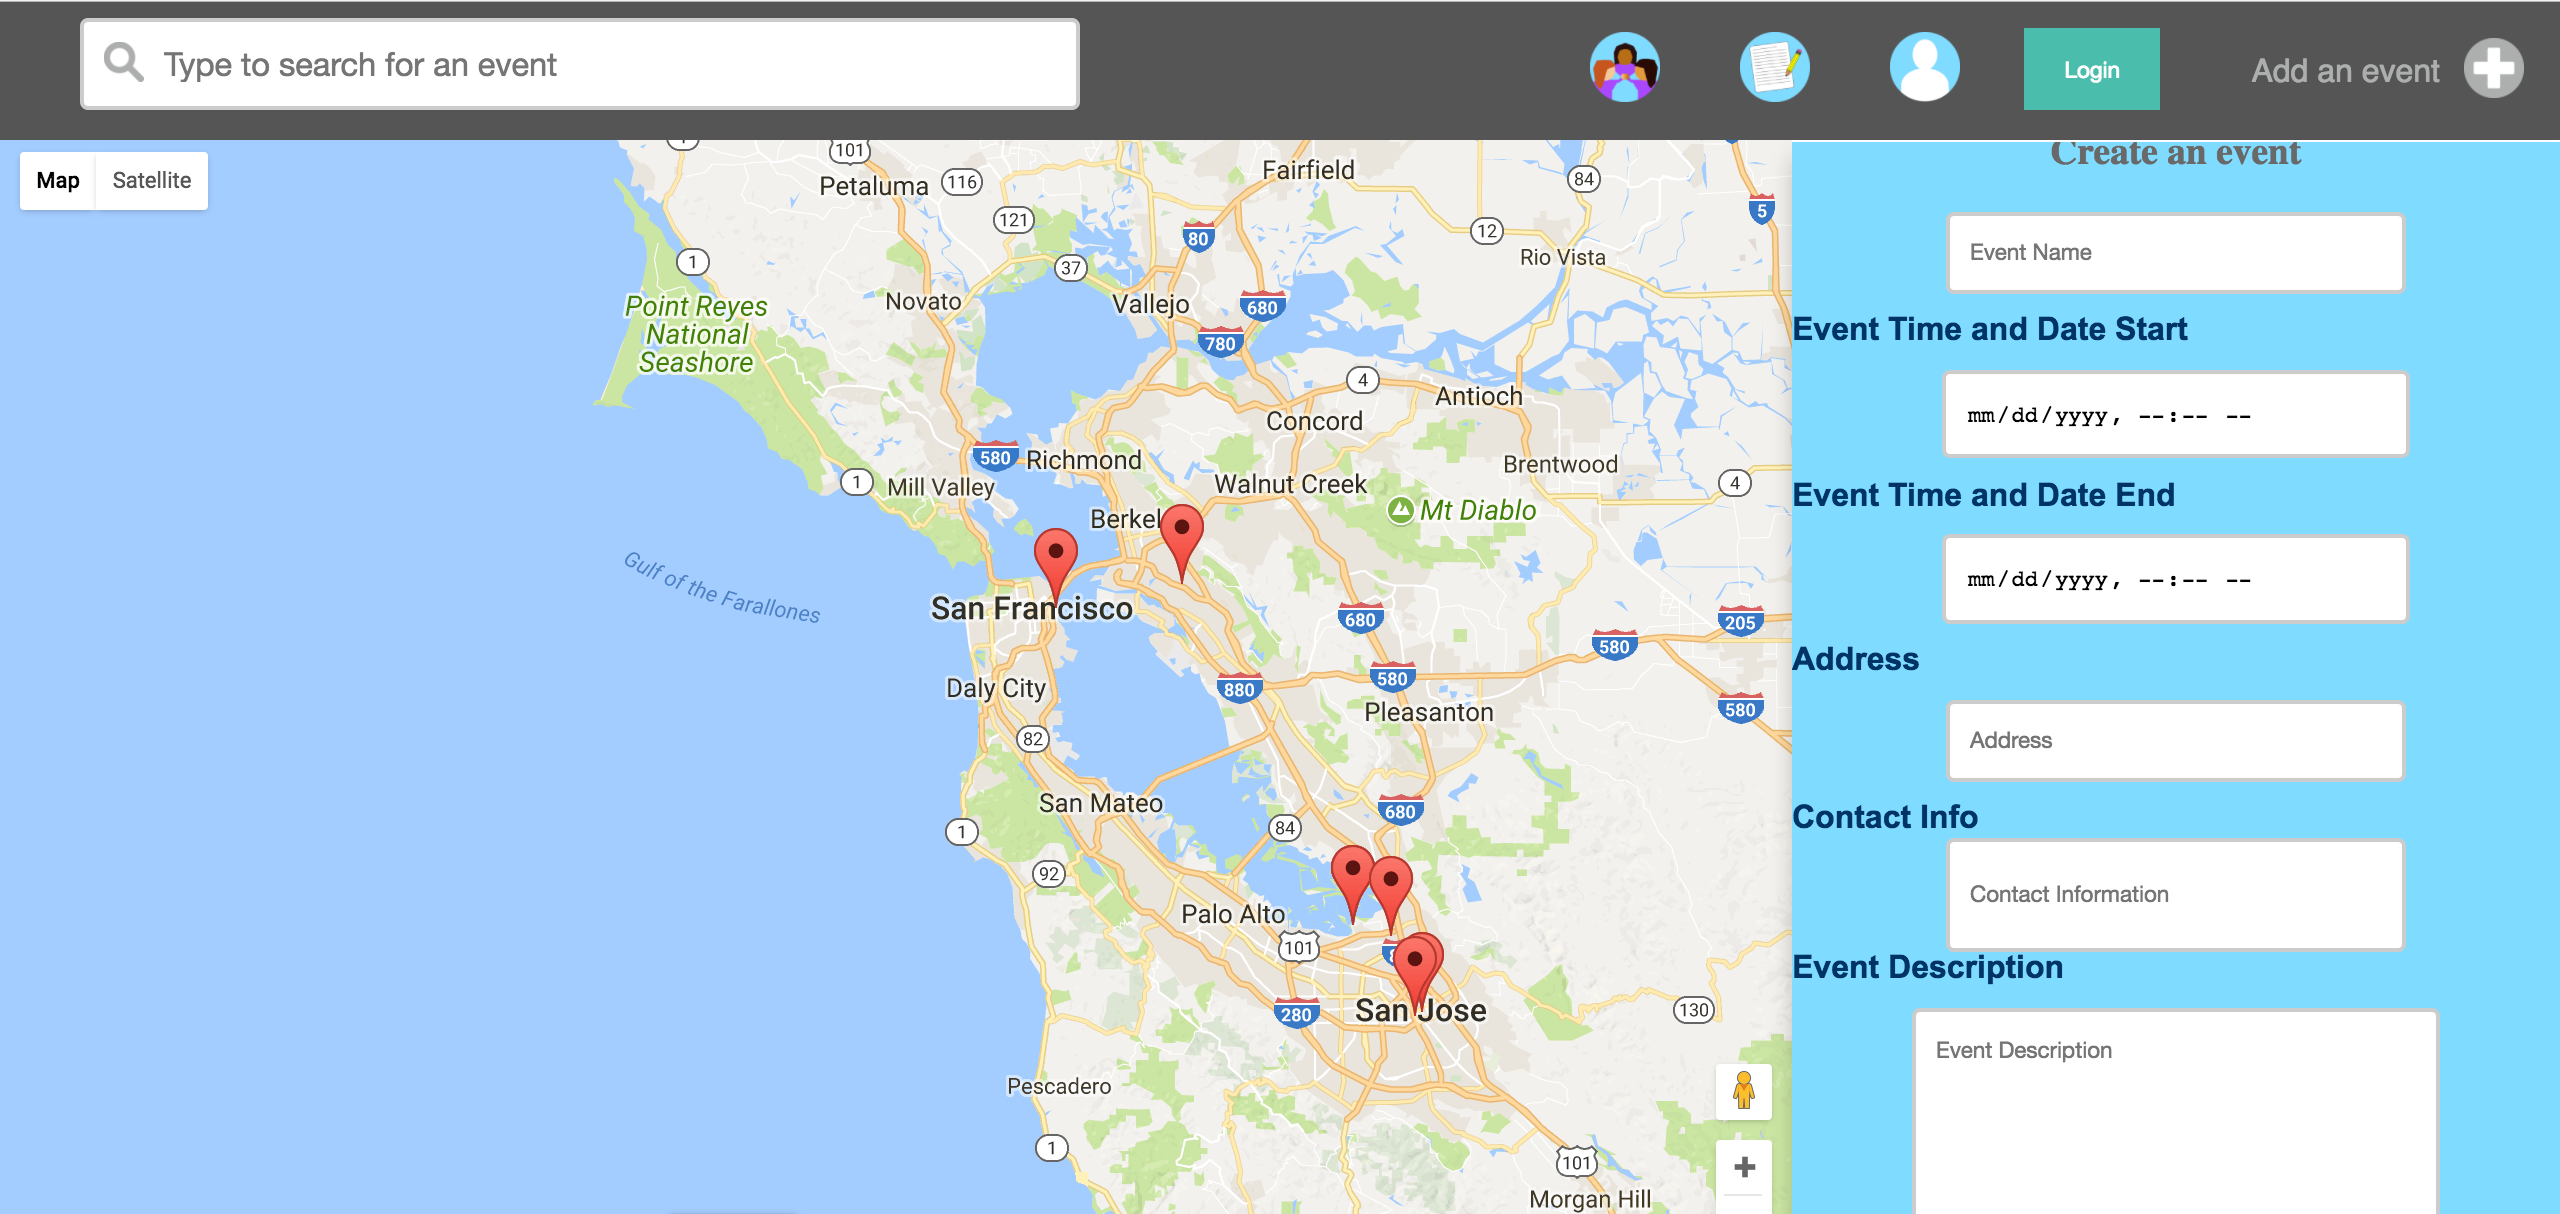 Type to search for an event
Login
Add an event
Map
Satellite
1
101
Petaluma
116
Fairfield
84
5
121
80
12
37
Rio Vista
1
Point Reyes
National
Seashore
Novato
Vallejo
680
780
4
Antioch
Concord
580
Richmond
Brentwood
1
Mill Valley
Walnut Creek
4
Mt Diablo
Berkel
Gulf of the Farallones
San Francisco
680
205
580
Daly City
880
580
Pleasanton
580
82
San Mateo
680
1
84
92
Palo Alto
101
280
San Jose
130
Pescadero
1
101
Morgan Hill
Create an event
Event Name
Event Time and Date Start
mm/dd/yyyy, --:-- --
Event Time and Date End
mm/dd/yyyy, --:-- --
Address
Address
Contact Info
Contact Information
Event Description
Event Description